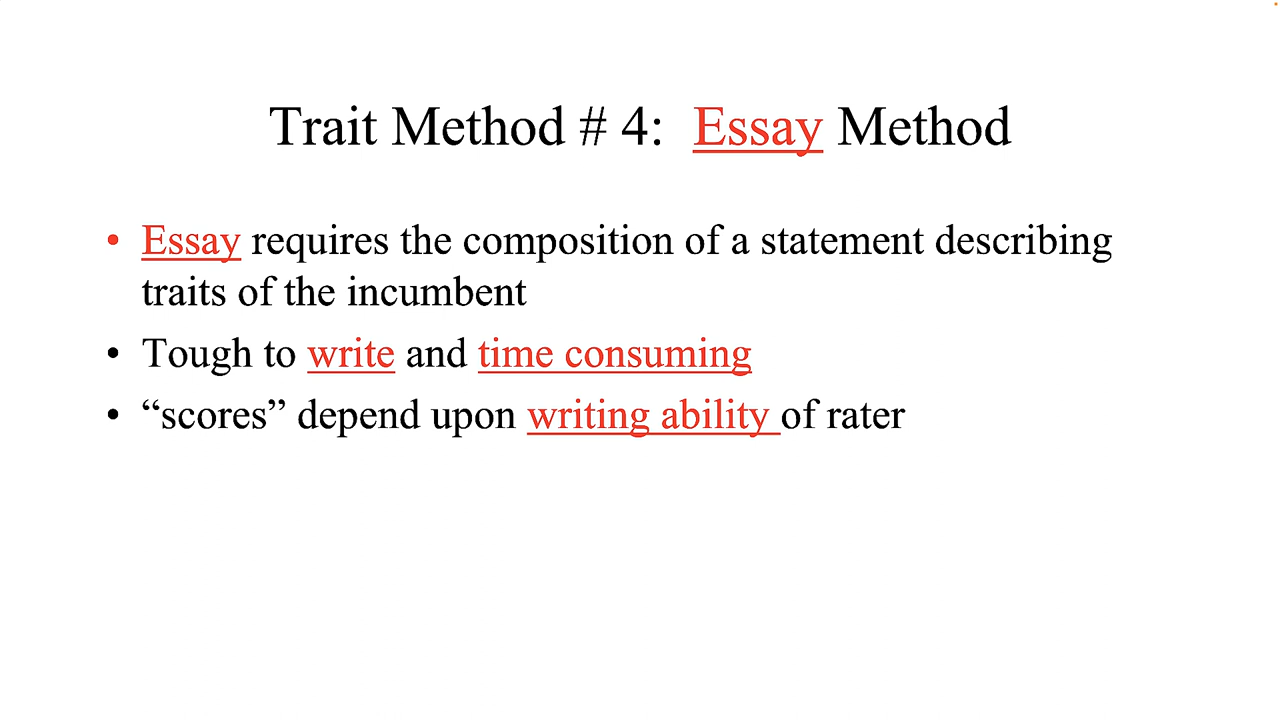 Trait Method # 4:  Essay Method
• Essay requires the composition of a statement describing
traits of the incumbent
• Tough to write and time consuming
• “scores” depend upon writing ability of rater